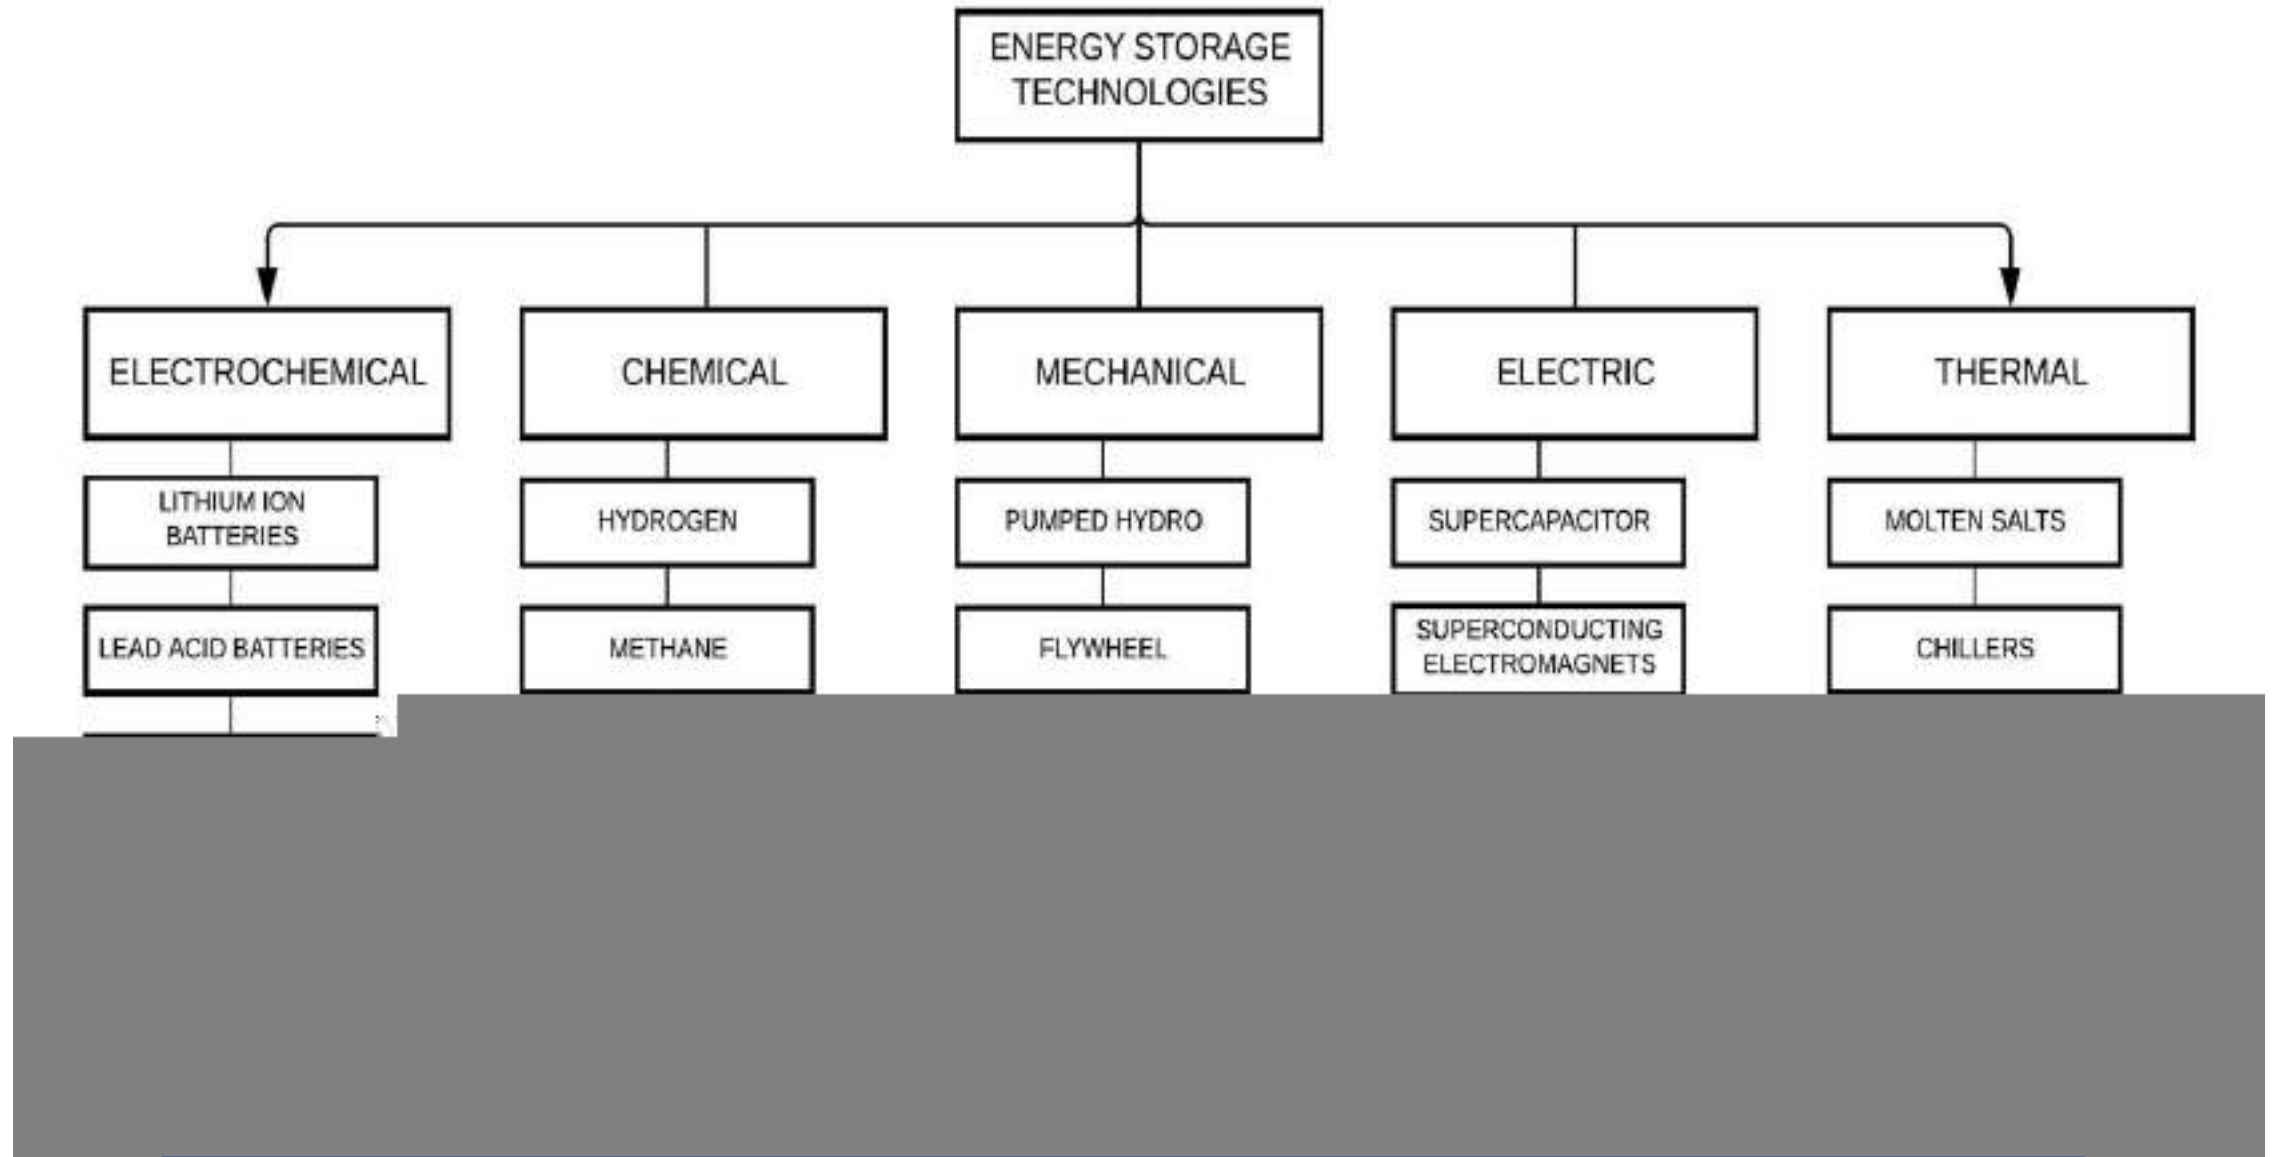 ENERGY STORAGE
TECHNOLOGIES
ELECTROCHEMICAL
CHEMICAL
MECHANICAL
ELECTRIC
THERMAL
LITHIUM ION
BATTERIES
HYDROGEN
PUMPED HYDRO
SUPERCAPACITOR
MOLTEN SALTS
LEAD ACID BATTERIES
METHANE
FLYWHEEL
SUPERCONDUCTING
ELECTROMAGNETS
CHILLERS